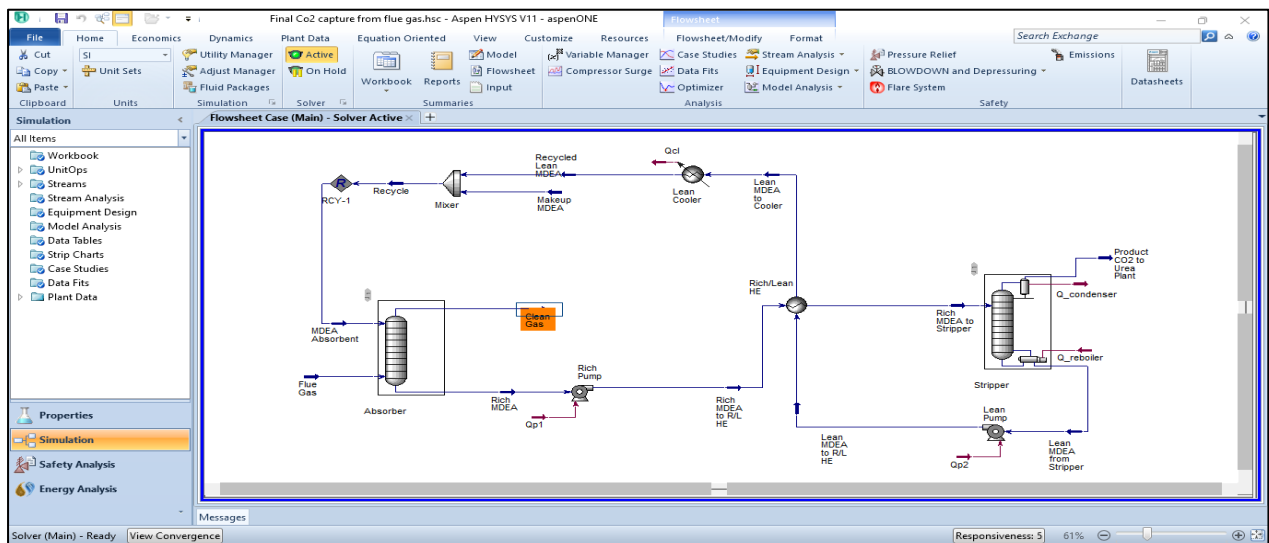 Final Co2 capture from flue gas.hsc - Aspen HYSYS V11 - aspenONE
Flowsheet
File Home Economics Dynamics Plant Data Equation Oriented View Customize Resources Flowsheet/Modify Format
Search Exchange
Cut
Copy
Paste
Clipboard
SI
Unit Sets
Units
Utility Manager
Adjust Manager
Fluid Packages
Simulation
Active
On Hold
Solver
Workbook
Reports
Model
Flowsheet
Input
Summaries
Variable Manager
Compressor Surge
Case Studies
Data Fits
Optimizer
Stream Analysis
Equipment Design
Model Analysis
Analysis
Pressure Relief
BLOWDOWN and Depressuring
Flare System
Emissions
Safety
Datasheets
Simulation
All Items
Workbook
UnitOps
Streams
Stream Analysis
Equipment Design
Model Analysis
Data Tables
Strip Charts
Case Studies
Data Fits
Plant Data
Properties
Simulation
Safety Analysis
Energy Analysis
Flowsheet Case (Main) - Solver Active
R
RCY-1
Recycle
Mixer
Recycled
Lean
MDEA
Makeup
MDEA
Qcl
Lean
Cooler
Lean
MDEA
to
Cooler
MDEA
Absorbent
Flue
Gas
Absorber
Clean
Gas
Rich
MDEA
Qp1
Rich
Pump
Rich
MDEA
to R/L
HE
Rich/Lean
HE
Rich
MDEA to
Stripper
Product
CO2 to
Urea
Plant
Q_condenser
Q_reboiler
Stripper
Lean
Pump
Qp2
Lean
MDEA
to R/L
HE
Lean
MDEA
from
Stripper
Messages
Solver (Main) - Ready View Convergence
Responsiveness: 5 61%